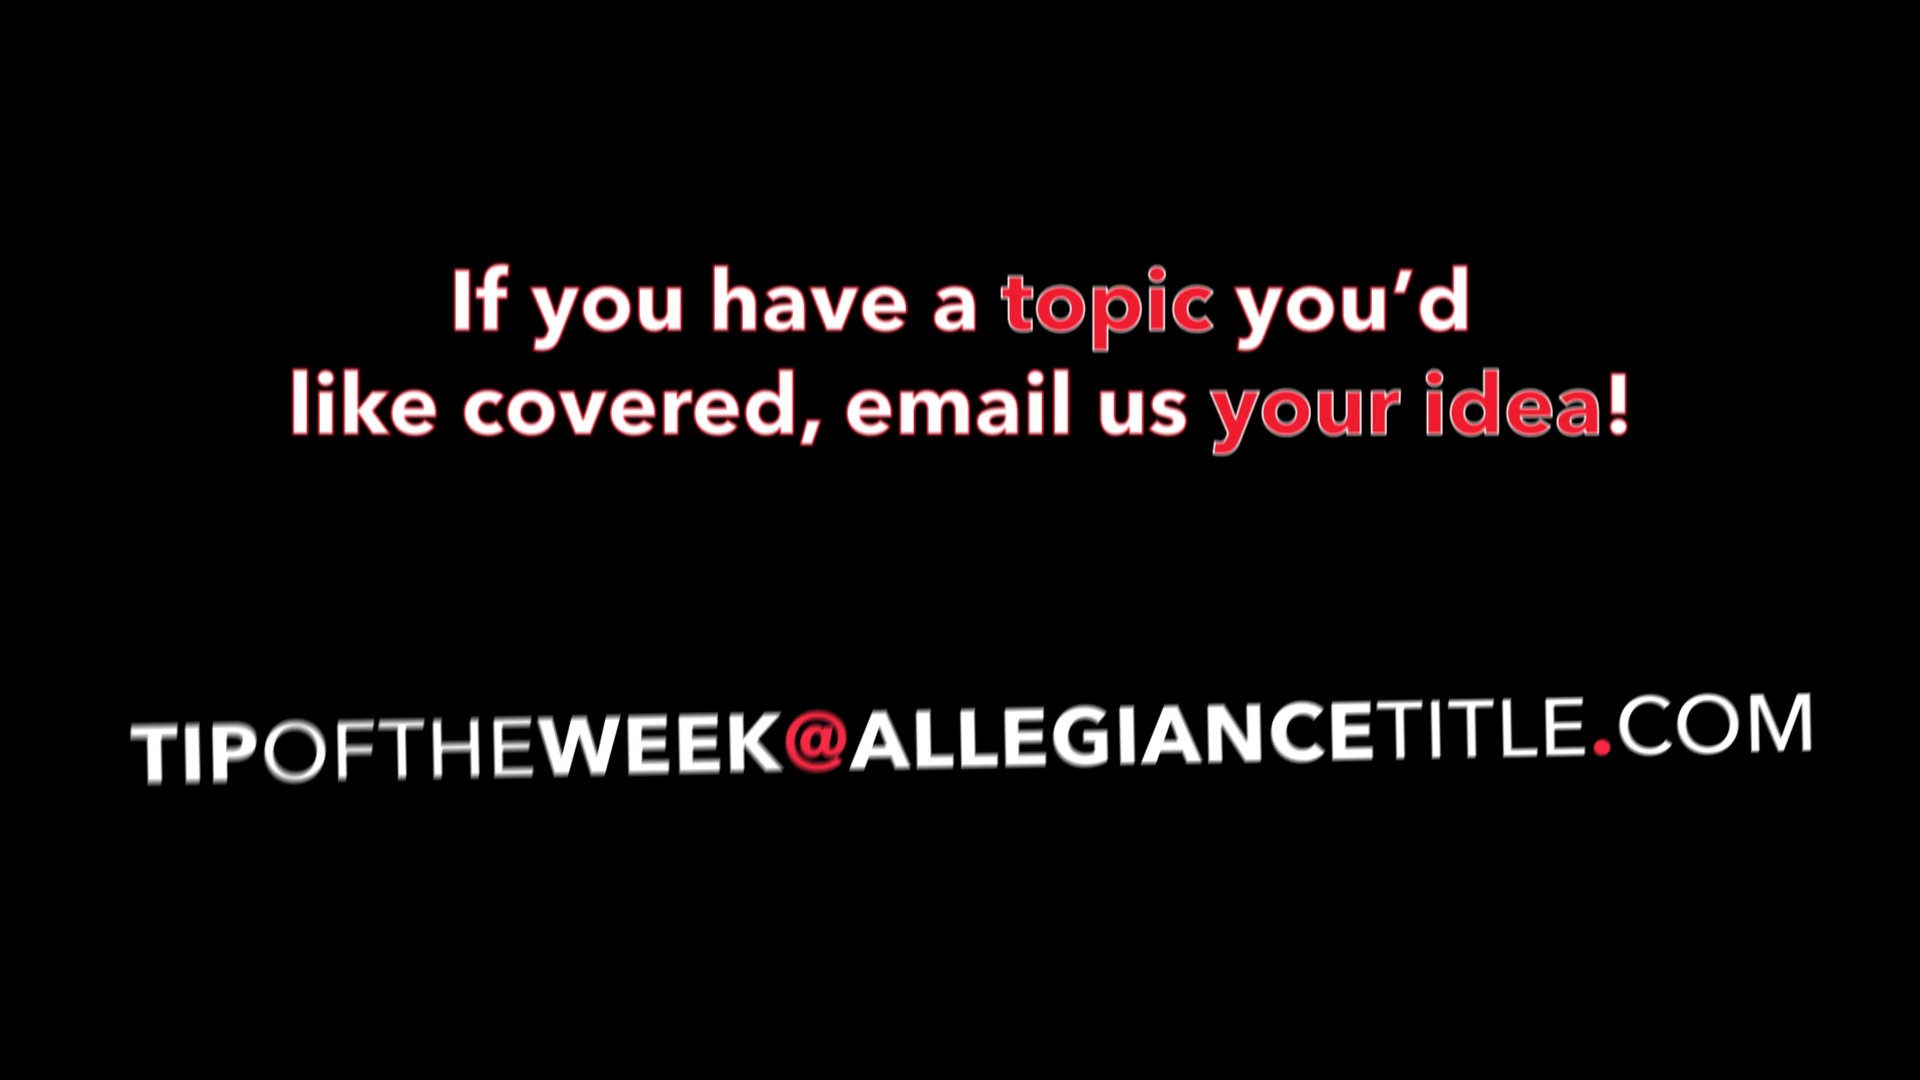 If you have a topic you’d
like covered, email us your idea!
TIPOFTHEWEEK@ALLEGIANCETITLE.COM